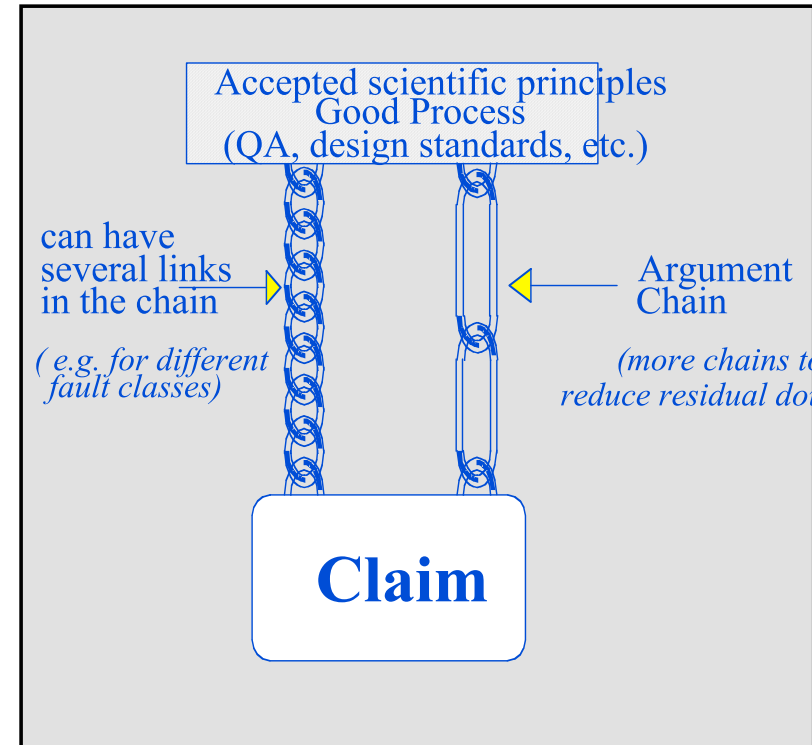 Accepted scientific principles
Good Process
(QA, design standards, etc.)
can have
several links
in the chain
( e.g. for different
fault classes)
Argument
Chain
(more chains to
reduce residual
Claim